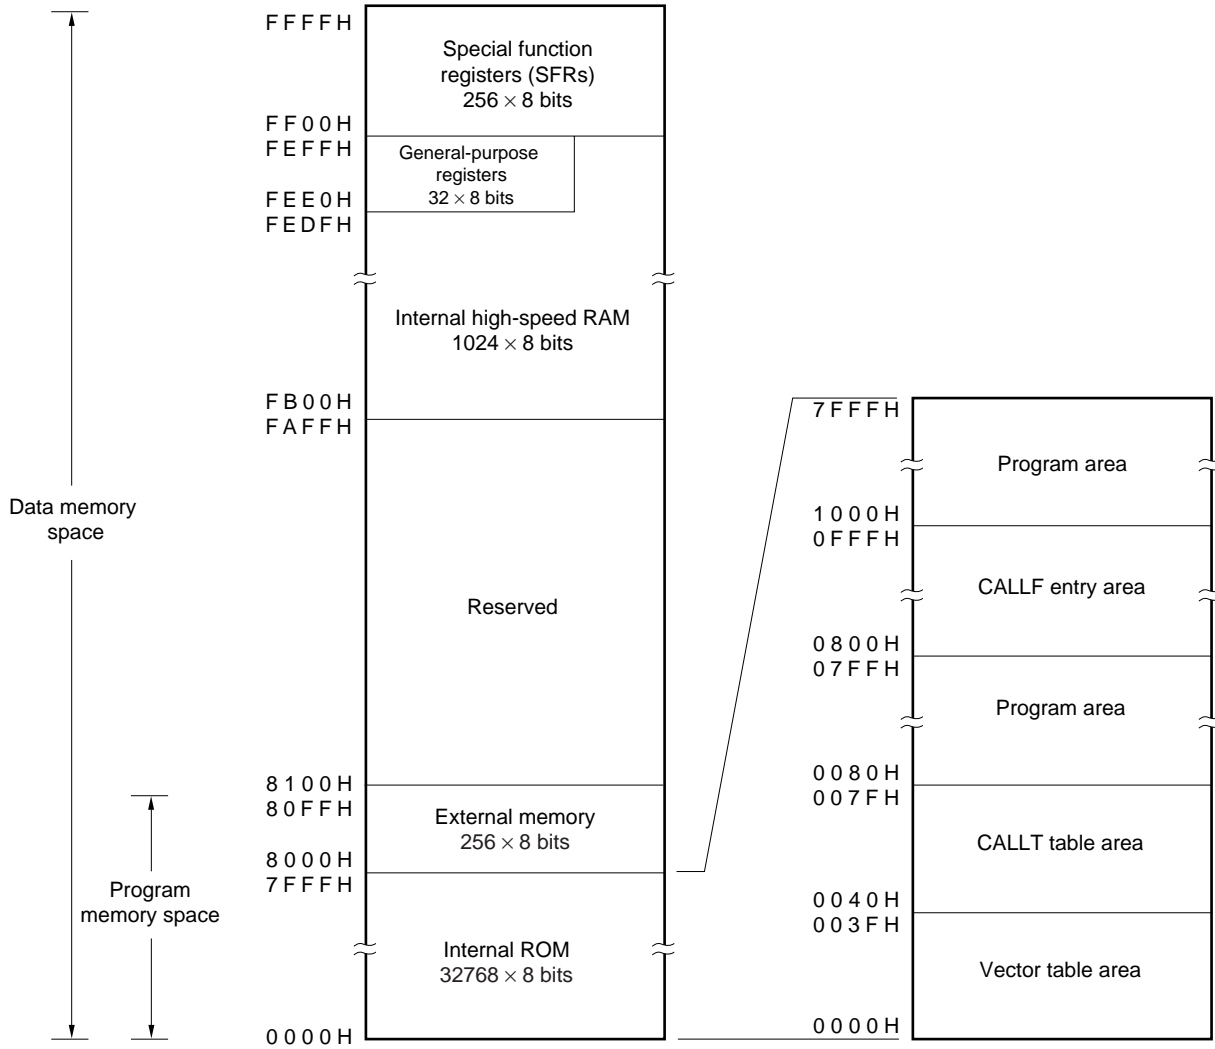 FFFFH
Special function
registers (SFRs)
256 × 8 bits
FF00H
FEFFH
General-purpose
registers
32 × 8 bits
FEE0H
FEDFH
Internal high-speed RAM
1024 × 8 bits
FB00H
FAFFH
Data memory
space
Reserved
8100H
80FFH
External memory
256 × 8 bits
8000H
7FFFH
Program
memory space
Internal ROM
32768 × 8 bits
0000H
7FFFH
Program area
1000H
0FFFH
CALLF entry area
0800H
07FFH
Program area
0080H
007FH
CALLT table area
0040H
003FH
Vector table area
0000H